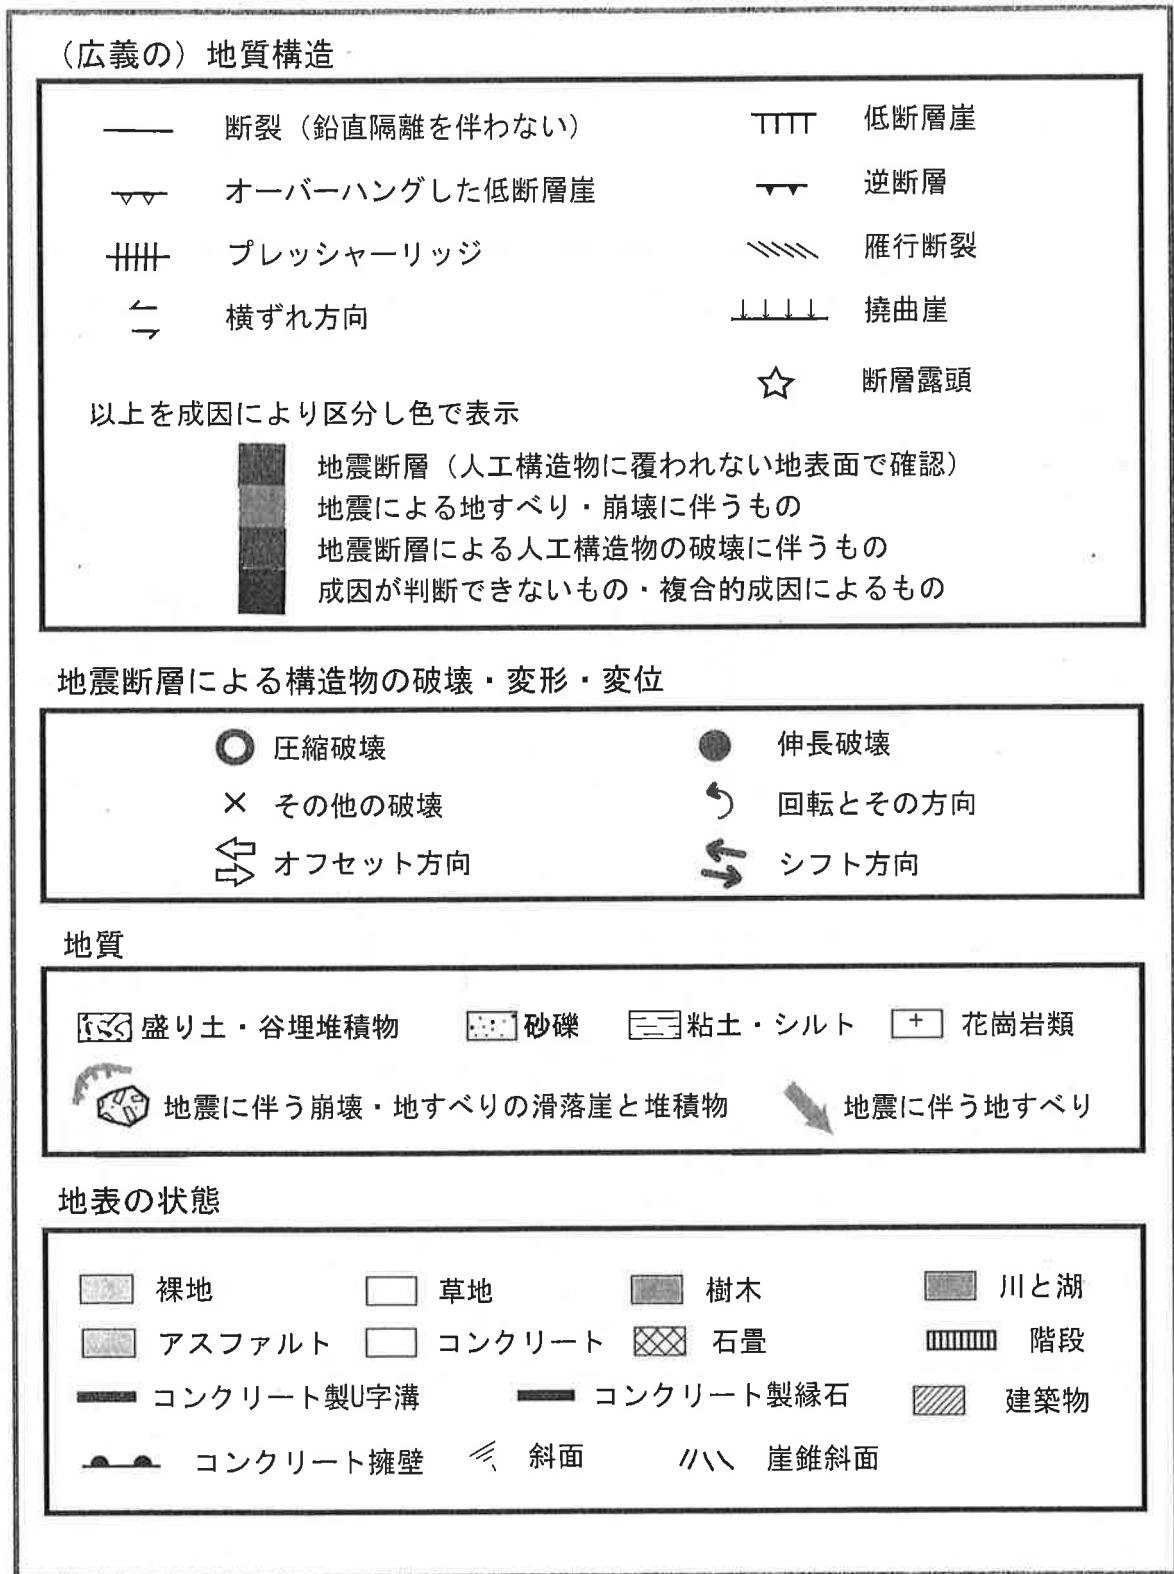 （広義の）地質構造
断裂（鉛直隔離を伴わない） 低断層崖
オーバーハングした低断層崖 逆断層
プレッシャーリッジ 雁行断裂
横ずれ方向 撓曲崖
断層露頭
以上を成因により区分し色で表示
地震断層（人工構造物に覆われない地表面で確認）
地震による地すべり・崩壊に伴うもの
地震断層による人工構造物の破壊に伴うもの
成因が判断できないもの・複合的成因によるもの
地震断層による構造物の破壊・変形・変位
圧縮破壊 伸長破壊
その他の破壊 回転とその方向
オフセット方向 シフト方向
地質
盛り土・谷埋堆積物 砂礫 粘土・シルト 花崗岩類
地震に伴う崩壊・地すべりの滑落崖と堆積物 地震に伴う地すべり
地表の状態
裸地 草地 樹木 川と湖
アスファルト コンクリート 石畳 階段
コンクリート製U字溝 コンクリート製縁石 建築物
コンクリート擁壁 斜面 崖錐斜面